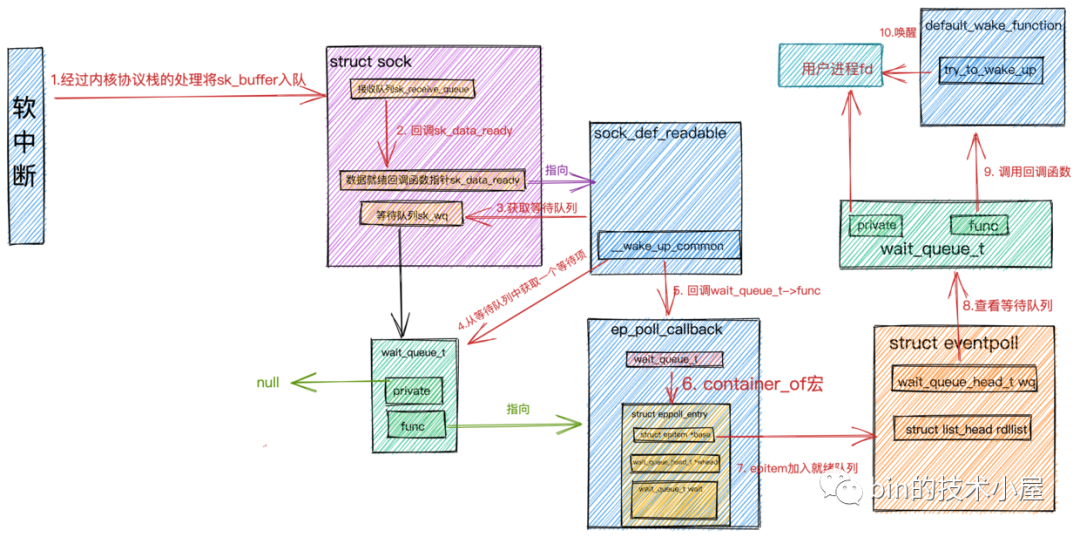 软中断
1.经过内核协议栈的处理将sk_buffer入队
struct sock
接收队列sk_receive_queue
2. 回调sk_data_ready
数据就绪回调函数指针sk_data_ready
等待队列sk_wq
指向
3.获取等待队列
sock_def_readable
__wake_up_common
4.从等待队列中获取一个等待项
5. 回调wait_queue_t->func
wait_queue_t
private
func
null
指向
ep_poll_callback
wait_queue_t
6. container_of宏
struct eppoll_entry
struct epitem *base
wait_queue_head_t *whead
wait_queue_t wait
7. epitem加入就绪队列
struct eventpoll
wait_queue_head_t wq
struct list_head rdllist
8.查看等待队列
private
func
wait_queue_t
9. 调用回调函数
default_wake_function
try_to_wake_up
10.唤醒
用户进程fd
pin的技术小屋